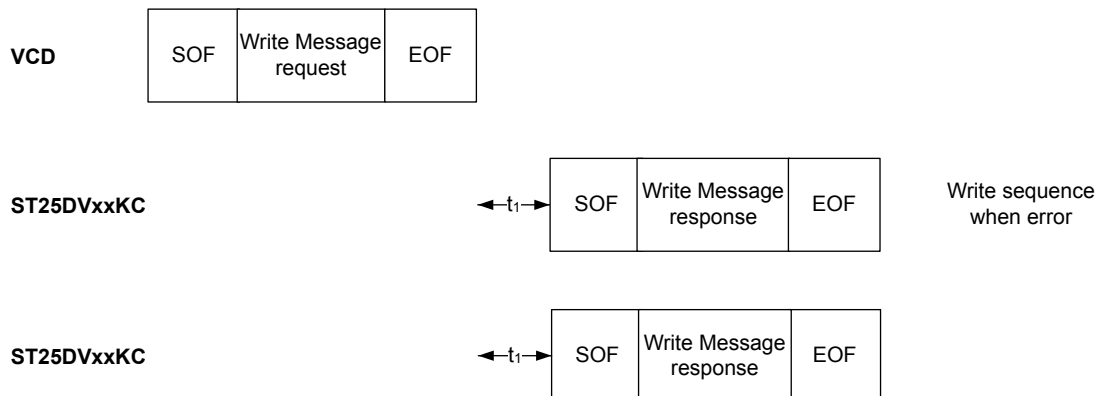 VCD
SOF
Write Message
request
EOF
ST25DVxxKC
t₁
SOF
Write Message
response
EOF
Write sequence
when error
ST25DVxxKC
t₁
SOF
Write Message
response
EOF